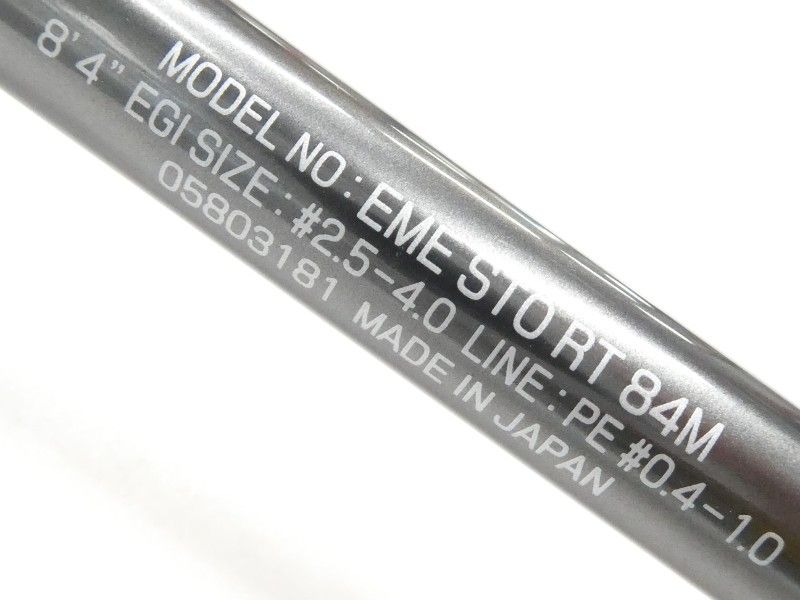 MODEL NO : EME STO RT 84M
8'4" EGI SIZE : #2.5-4.0 LINE : PE #0.4-1.0
05803181 MADE IN JAPAN